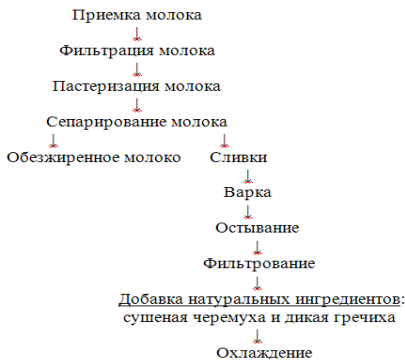 Приемка молока
Фильтрация молока
Пастеризация молока
Сепарирование молока
Обезжиренное молоко Сливки
Варка
Остывание
Фильтрование
Добавка натуральных ингредиентов:
сушеная черемуха и дикая гречиха
Охлаждение